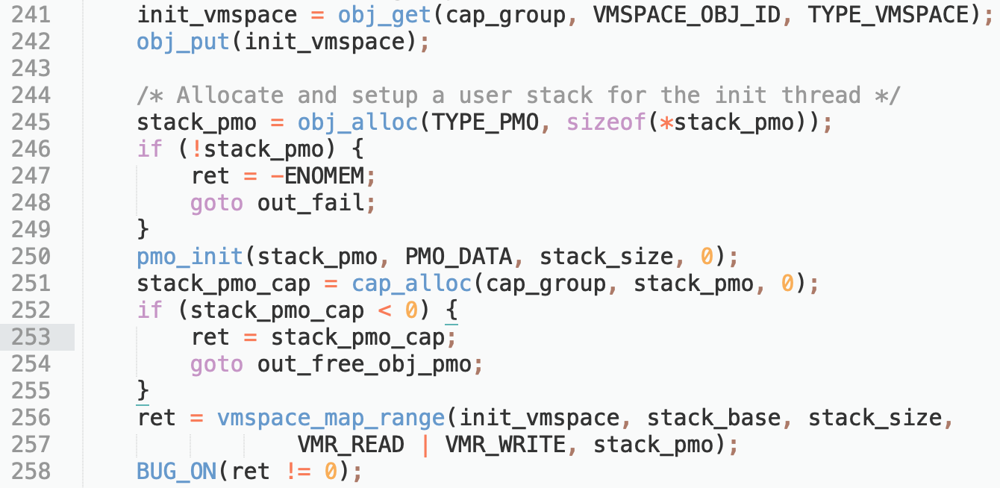 241 init_vmspace = obj_get(cap_group, VMSPACE_OBJ_ID, TYPE_VMSPACE);
242 obj_put(init_vmspace);
243
244 /* Allocate and setup a user stack for the init thread */
245 stack_pmo = obj_alloc(TYPE_PMO, sizeof(*stack_pmo));
246 if (!stack_pmo) {
247 ret = -ENOMEM;
248 goto out_fail;
249 }
250 pmo_init(stack_pmo, PMO_DATA, stack_size, 0);
251 stack_pmo_cap = cap_alloc(cap_group, stack_pmo, 0);
252 if (stack_pmo_cap < 0) {
253 ret = stack_pmo_cap;
254 goto out_free_obj_pmo;
255 }
256 ret = vmspace_map_range(init_vmspace, stack_base, stack_size,
257 VMR_READ | VMR_WRITE, stack_pmo);
258 BUG_ON(ret != 0);